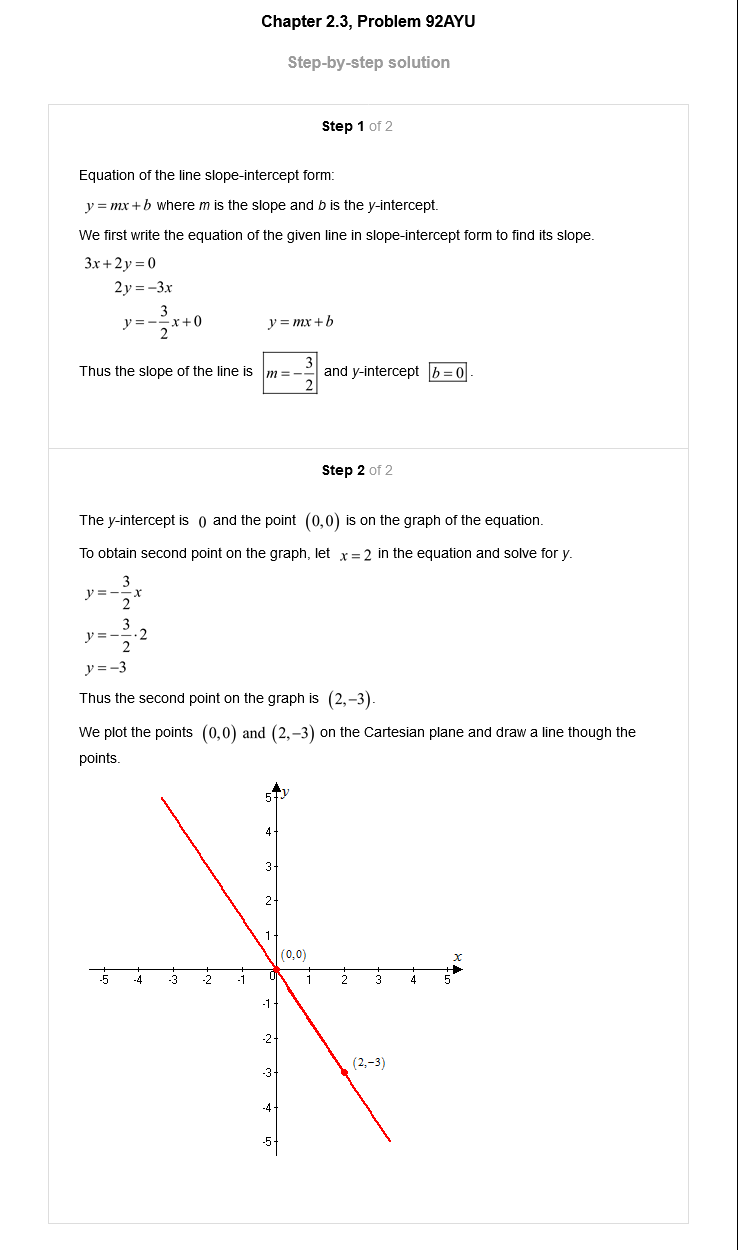 Chapter 2.3, Problem 92AYU
Step-by-step solution
Step 1 of 2
Equation of the line slope-intercept form:
y = mx + b where m is the slope and b is the y-intercept.
We first write the equation of the given line in slope-intercept form to find its slope.
3x + 2y = 0
2y = −3x
y = −3/2 x + 0 y = mx + b
Thus the slope of the line is m = −3/2 and y-intercept b = 0.
Step 2 of 2
The y-intercept is 0 and the point (0,0) is on the graph of the equation.
To obtain second point on the graph, let x = 2 in the equation and solve for y.
y = −3/2 x
y = −3/2 · 2
y = −3
Thus the second point on the graph is (2,−3).
We plot the points (0,0) and (2,−3) on the Cartesian plane and draw a line though the
points.
5 y
4
3
2
1
(0,0)
x
-5 -4 -3 -2 -1 0 1 2 3 4 5
-1
-2
(2,−3)
-3
-4
-5